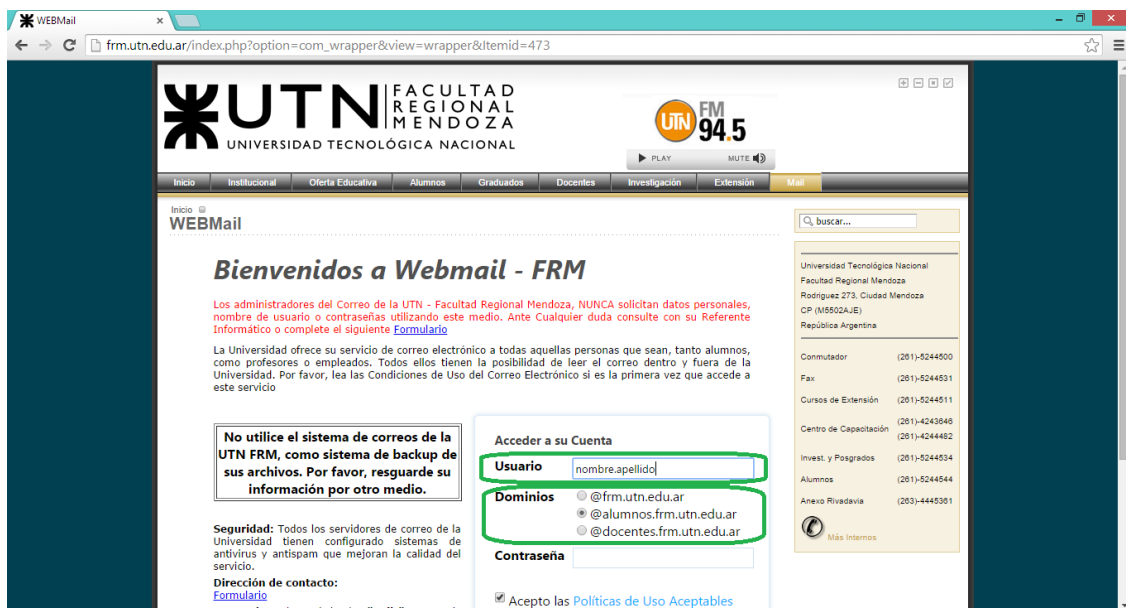 WEBMail
frm.utn.edu.ar/index.php?option=com_wrapper&view=wrapper&Itemid=473
UTN
FACULTAD
REGIONAL
MENDOZA
UNIVERSIDAD TECNOLÓGICA NACIONAL
UTN FM
94.5
PLAY MUTE
Inicio Institucional Oferta Educativa Alumnos Graduados Docentes Investigación Extensión Mail
Inicio
WEBMail
Bienvenidos a Webmail - FRM
Los administradores del Correo de la UTN - Facultad Regional Mendoza, NUNCA solicitan datos personales,
nombre de usuario o contraseñas utilizando este medio. Ante Cualquier duda consulte con su Referente
Informático o complete el siguiente Formulario
La Universidad ofrece su servicio de correo electrónico a todas aquellas personas que sean, tanto alumnos,
como profesores o empleados. Todos ellos tienen la posibilidad de leer el correo dentro y fuera de la
Universidad. Por favor, lea las Condiciones de Uso del Correo Electrónico si es la primera vez que accede a
este servicio
No utilice el sistema de correos de la
UTN FRM, como sistema de backup de
sus archivos. Por favor, resguarde su
información por otro medio.
Seguridad: Todos los servidores de correo de la
Universidad tienen configurado sistemas de
antivirus y antispam que mejoran la calidad del
servicio.
Dirección de contacto:
Formulario
Acceder a su Cuenta
Usuario nombre.apellido
Dominios @frm.utn.edu.ar
@alumnos.frm.utn.edu.ar
@docentes.frm.utn.edu.ar
Contraseña
Acepto las Políticas de Uso Aceptables
buscar...
Universidad Tecnológica Nacional
Facultad Regional Mendoza
Rodriguez 273, Ciudad Mendoza
CP (M5502AJE)
República Argentina
Conmutador (261)-5244500
Fax (261)-5244531
Cursos de Extensión (261)-5244511
Centro de Capacitación (261)-4243646
(261)-4244482
Invest. y Posgrados (261)-5244534
Alumnos (261)-5244544
Anexo Rivadavia (263)-4445361
Más Internos